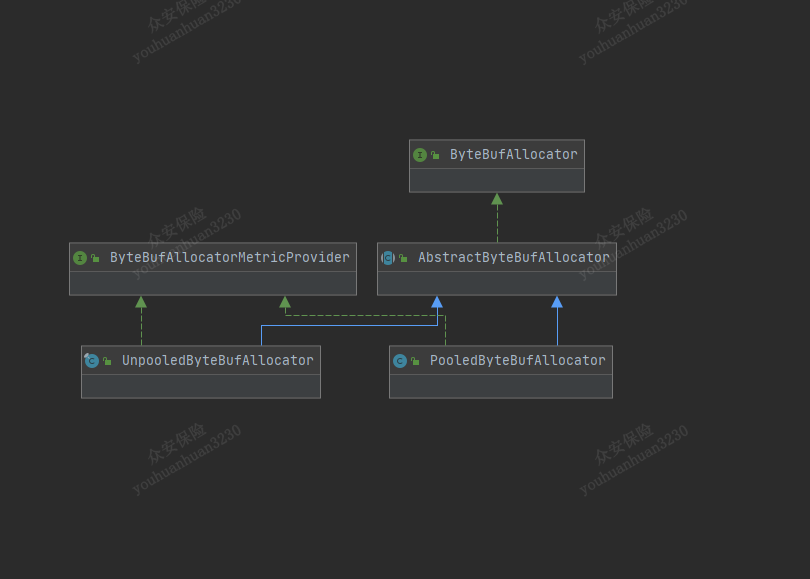 众安保险
youhuanhuan3230
众安保险
youhuanhuan3230
ByteBufAllocator
众安保险
youhuanhuan3230
众安保险
youhuanhuan3230
ByteBufAllocatorMetricProvider
AbstractByteBufAllocator
UnpooledByteBufAllocator
PooledByteBufAllocator
众安保险
youhuanhuan3230
众安保险
youhuanhuan3230